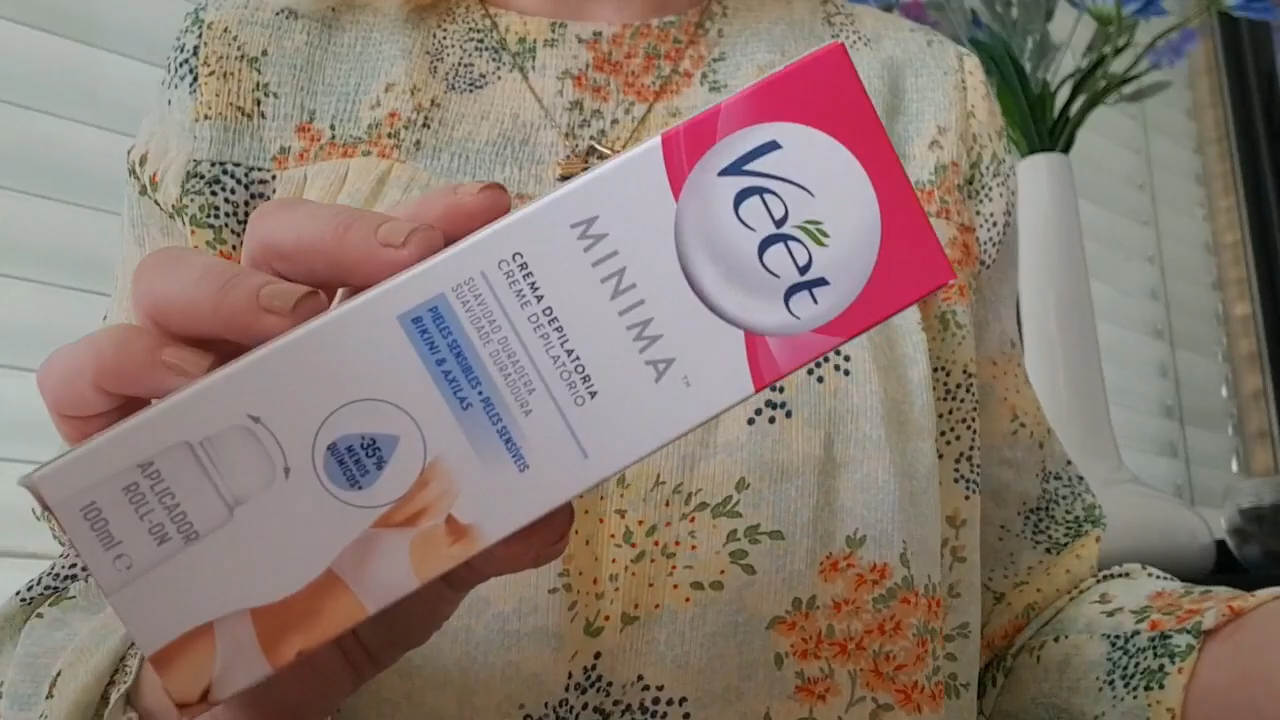 Veet
MINIMA™
CREMA DEPILATORIA
CREME DEPILATÓRIO
SUAVIDAD DURADERA
SUAVIDADE DURADOURA
PIELES SENSIBLES • PELES SENSÍVEIS
BIKINI & AXILAS
-35%
MENOS
QUÍMICOS*
APLICADOR
ROLL-ON
100ml ℮